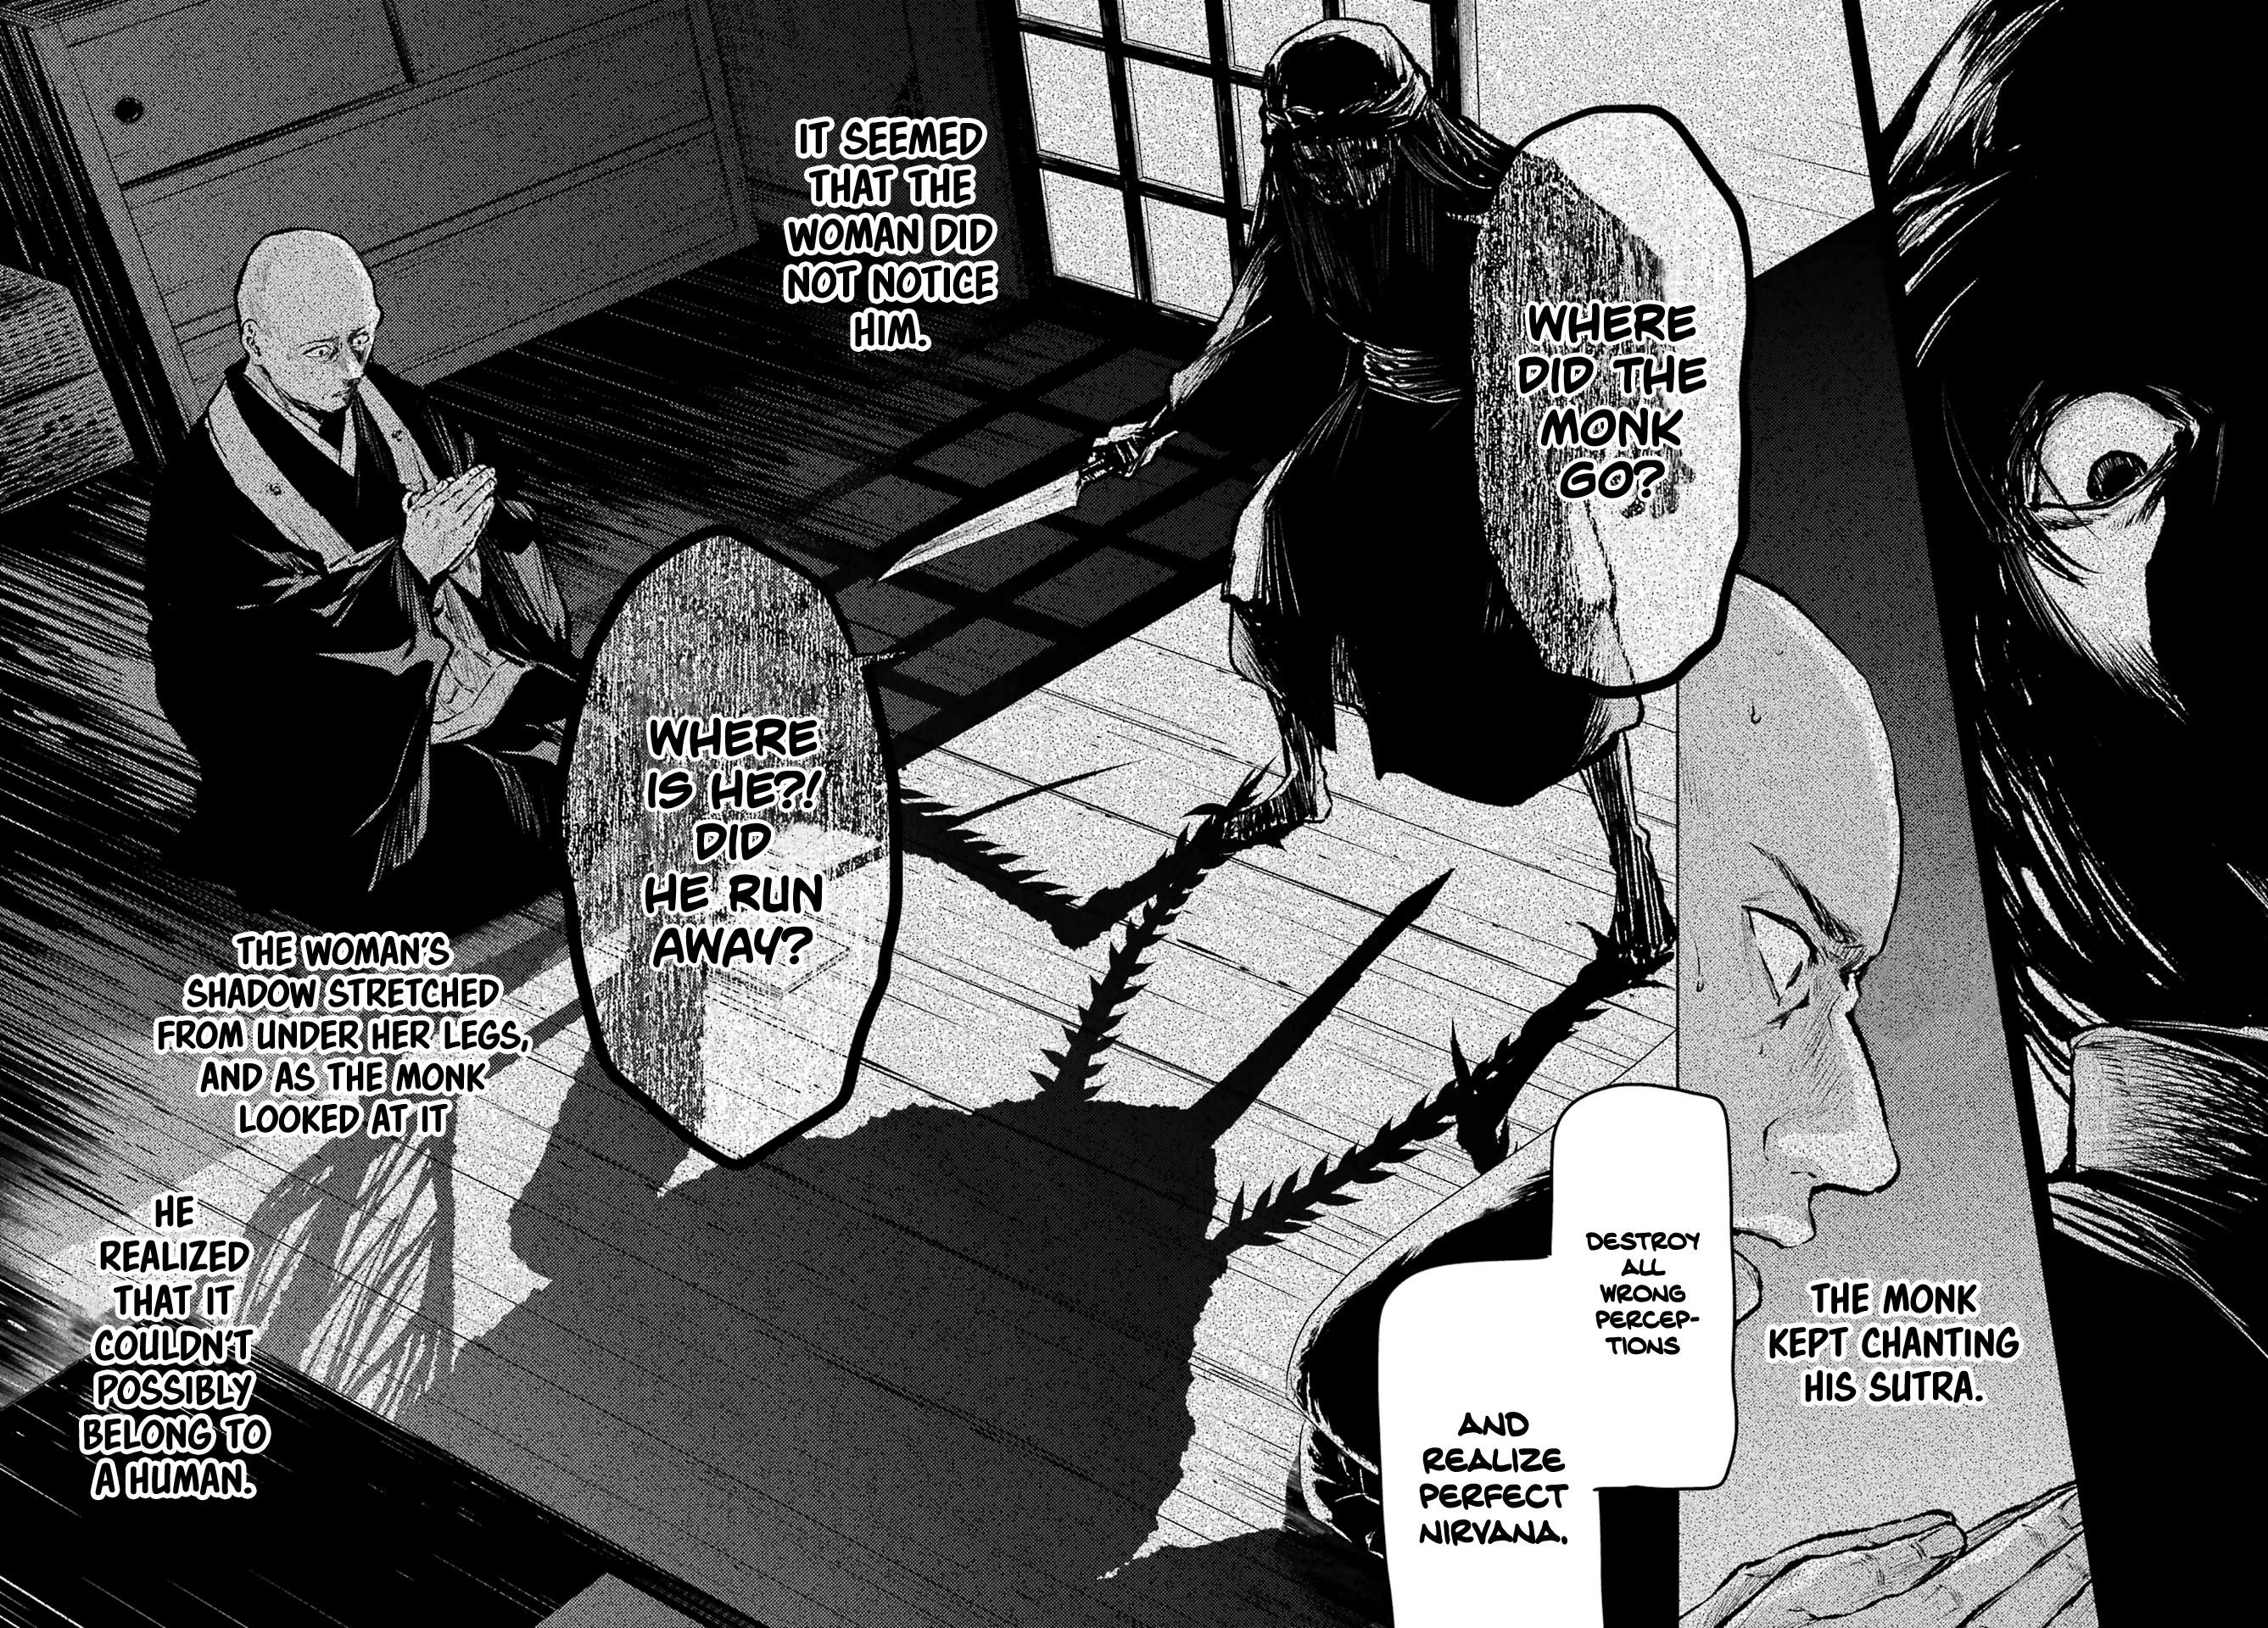 THE MONK
KEPT CHANTING
HIS SUTRA.
DESTROY
ALL
WRONG
PERCEP-
TIONS
AND
REALIZE
PERFECT
NIRVANA.
WHERE
DID THE
MONK
GO?
IT SEEMED
THAT THE
WOMAN DID
NOT NOTICE
HIM.
WHERE
IS HE?!
DID
HE RUN
AWAY?
THE WOMAN'S
SHADOW STRETCHED
FROM UNDER HER LEGS,
AND AS THE MONK
LOOKED AT IT
HE
REALIZED
THAT IT
COULDN'T
POSSIBLY
BELONG TO
A HUMAN.